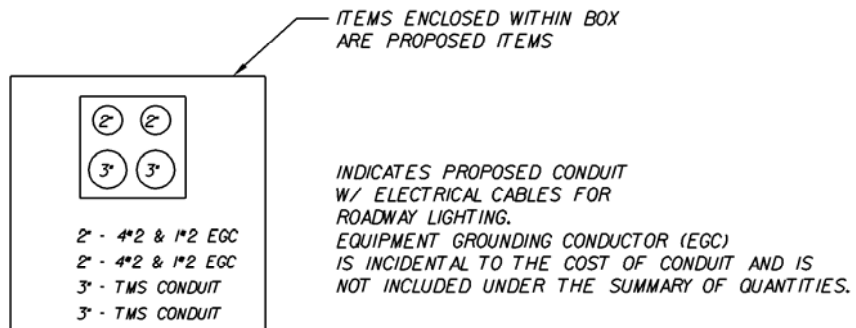 ITEMS ENCLOSED WITHIN BOX
ARE PROPOSED ITEMS
2" 2"
3" 3"
INDICATES PROPOSED CONDUIT
W/ ELECTRICAL CABLES FOR
ROADWAY LIGHTING.
EQUIPMENT GROUNDING CONDUCTOR (EGC)
IS INCIDENTAL TO THE COST OF CONDUIT AND IS
NOT INCLUDED UNDER THE SUMMARY OF QUANTITIES.
2" - 4#2 & 1#2 EGC
2" - 4#2 & 1#2 EGC
3" - TMS CONDUIT
3" - TMS CONDUIT